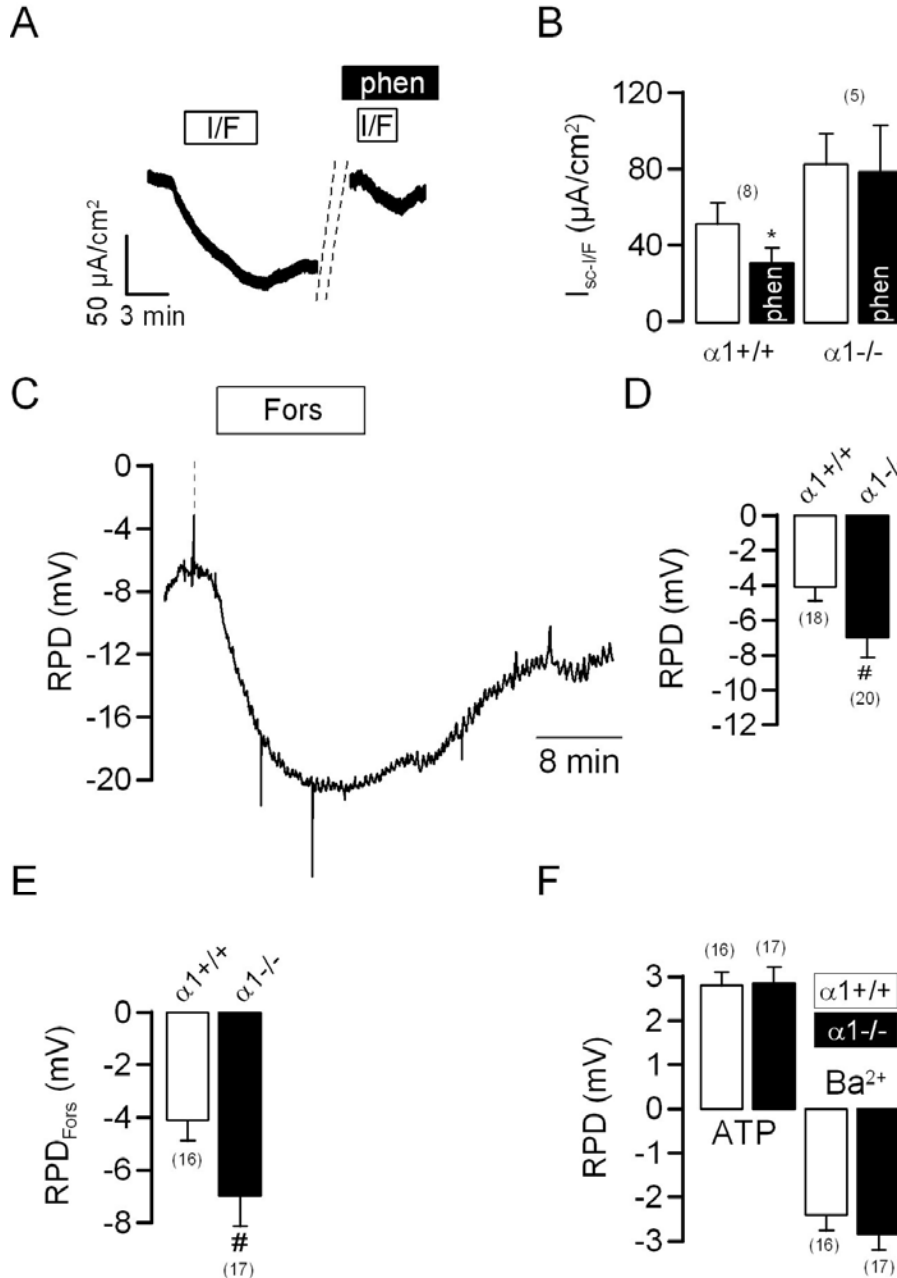 A
phen
I/F
I/F
50 µA/cm²
3 min
B
120
80
40
0
Isc-I/F (µA/cm²)
(8)
(5)
*
phen
phen
α1+/+
α1-/-
C
Fors
0
-4
-8
-12
-16
-20
RPD (mV)
8 min
D
α1+/+
α1-/
0
-2
-4
-6
-8
-10
-12
RPD (mV)
(18)
#
(20)
E
α1+/+
α1-/-
0
-2
-4
-6
-8
RPDFors (mV)
(16)
#
(17)
F
(16)
(17)
3
2
1
0
-1
-2
-3
RPD (mV)
α1+/+
α1-/-
Ba²⁺
ATP
(16)
(17)